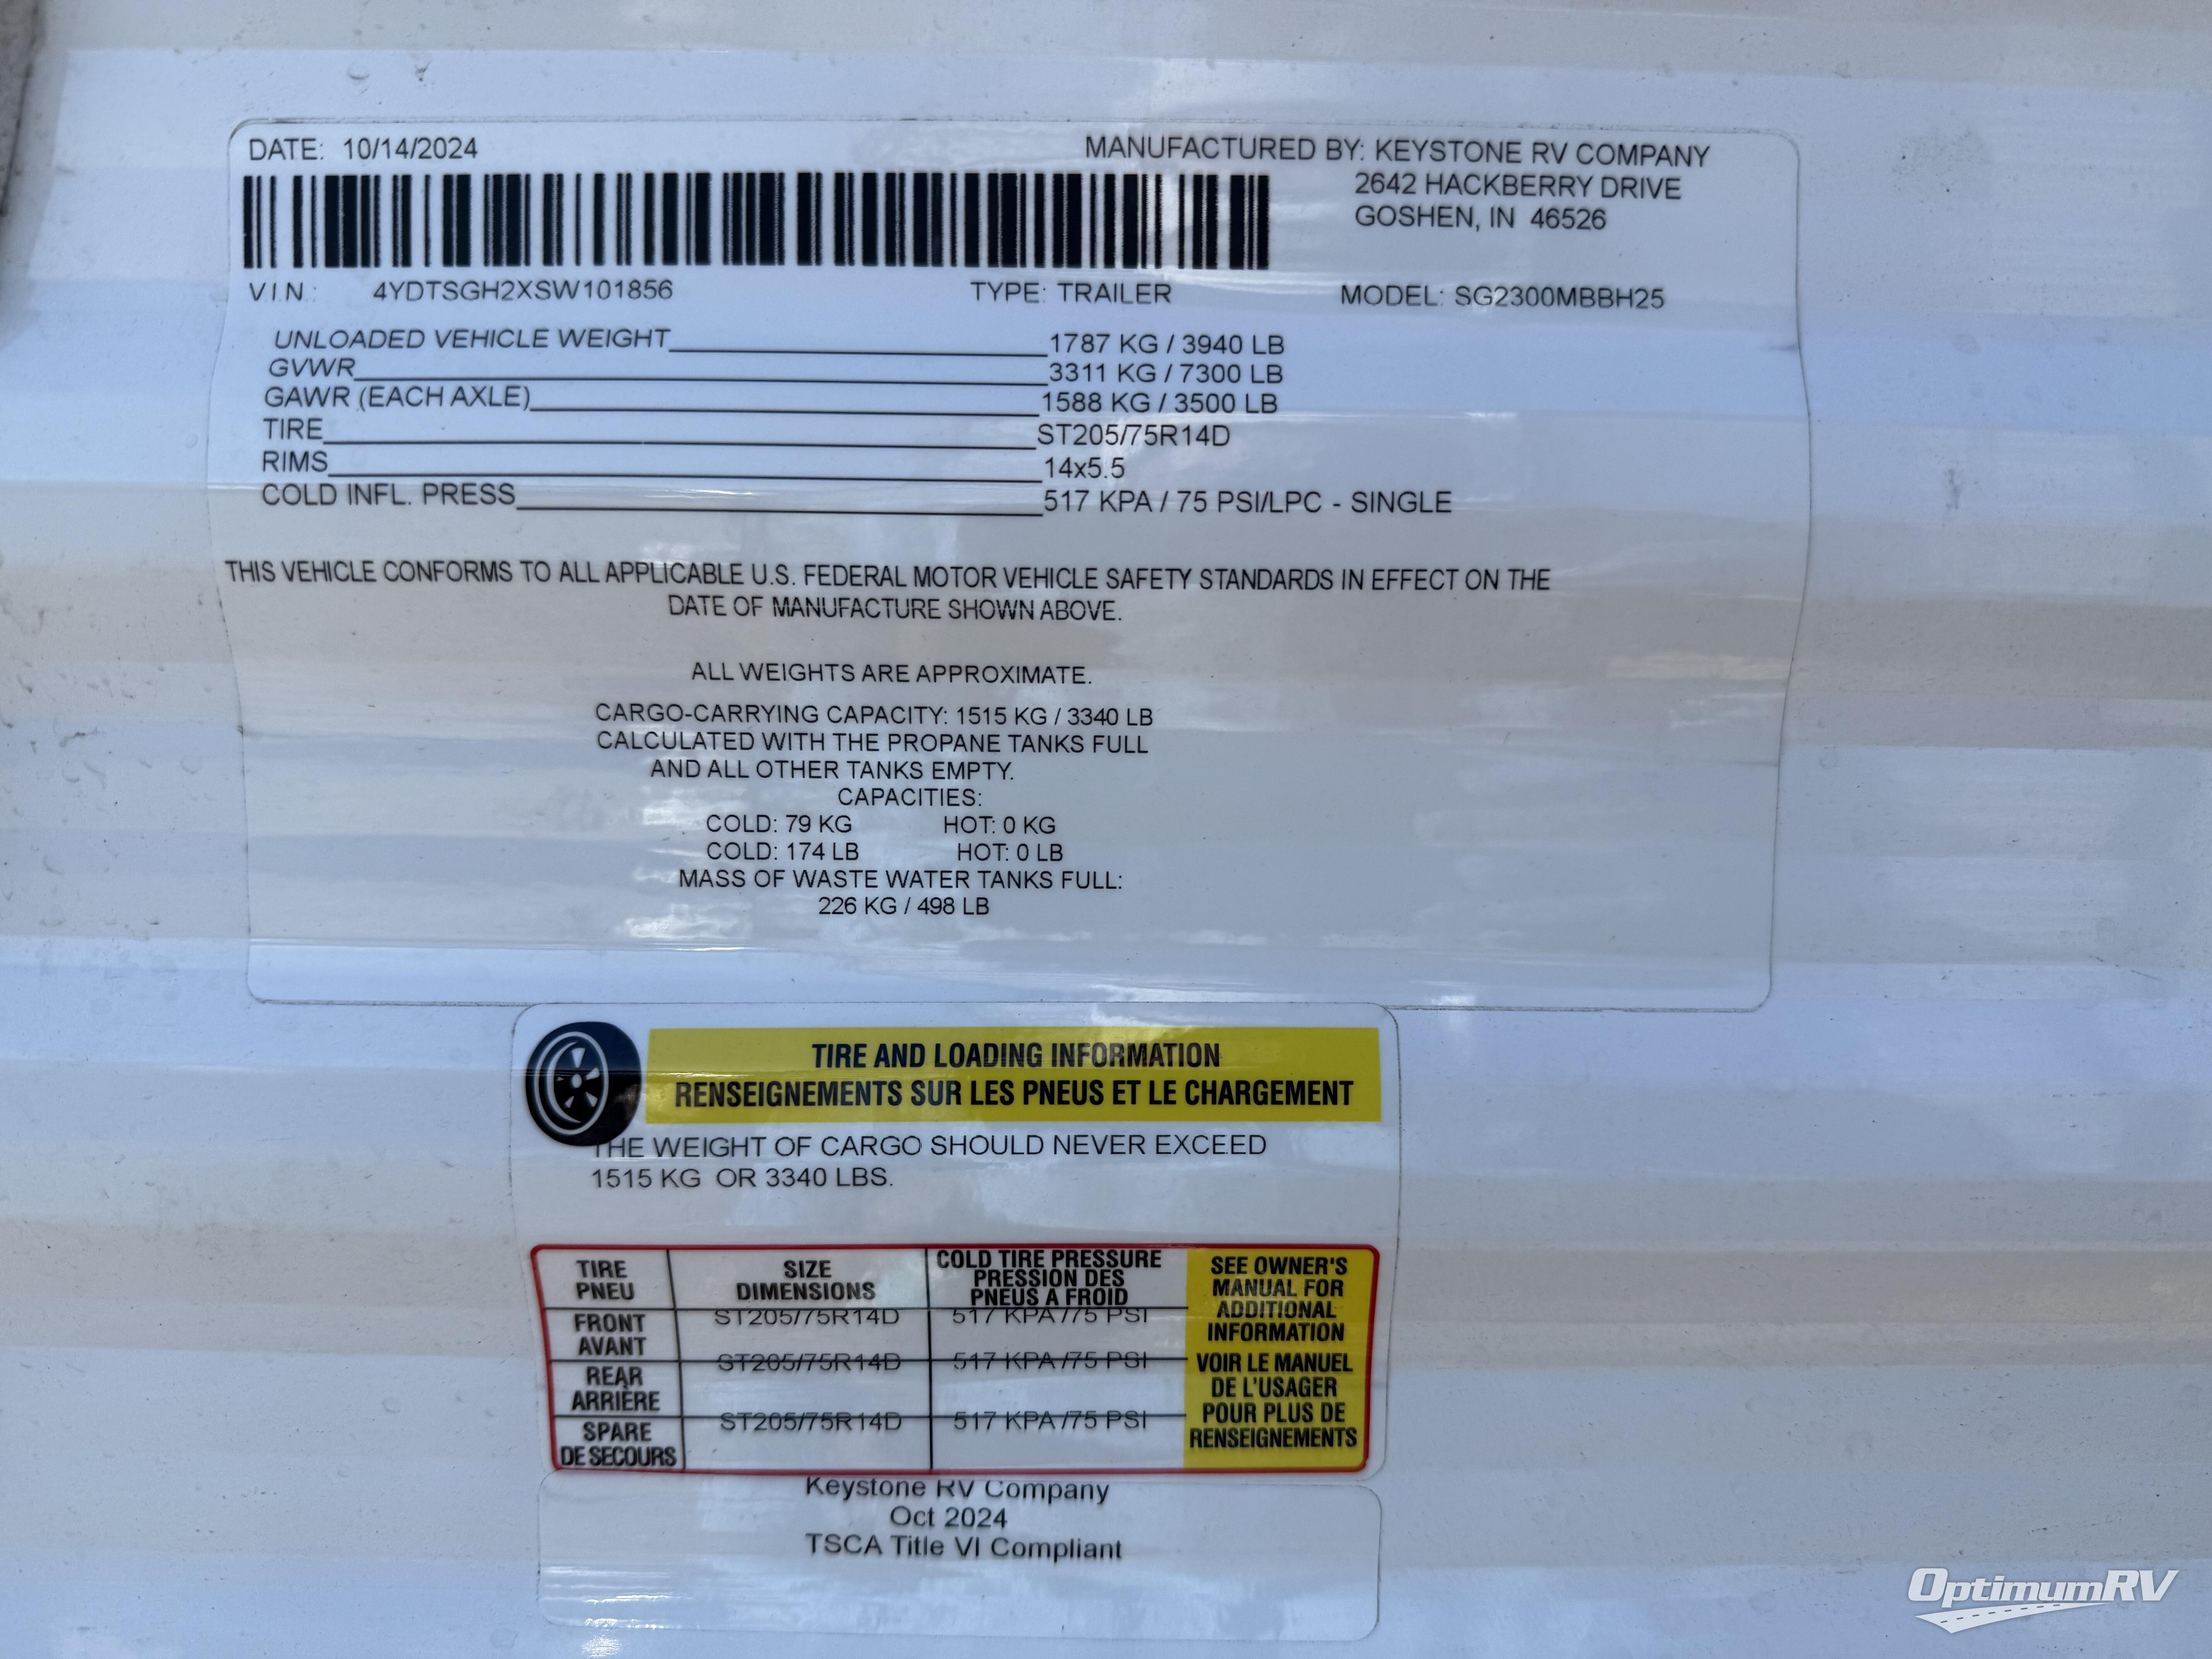 DATE: 10/14/2024
MANUFACTURED BY: KEYSTONE RV COMPANY
2642 HACKBERRY DRIVE
GOSHEN, IN 46526
V.I.N.: 4YDTSGH2XSW101856 TYPE: TRAILER MODEL: SG2300MBBH25
UNLOADED VEHICLE WEIGHT 1787 KG / 3940 LB
GVWR 3311 KG / 7300 LB
GAWR (EACH AXLE) 1588 KG / 3500 LB
TIRE ST205/75R14D
RIMS 14x5.5
COLD INFL. PRESS 517 KPA / 75 PSI/LPC - SINGLE
THIS VEHICLE CONFORMS TO ALL APPLICABLE U.S. FEDERAL MOTOR VEHICLE SAFETY STANDARDS IN EFFECT ON THE
DATE OF MANUFACTURE SHOWN ABOVE.
ALL WEIGHTS ARE APPROXIMATE.
CARGO-CARRYING CAPACITY: 1515 KG / 3340 LB
CALCULATED WITH THE PROPANE TANKS FULL
AND ALL OTHER TANKS EMPTY.
CAPACITIES:
COLD: 79 KG HOT: 0 KG
COLD: 174 LB HOT: 0 LB
MASS OF WASTE WATER TANKS FULL:
226 KG / 498 LB
TIRE AND LOADING INFORMATION
RENSEIGNEMENTS SUR LES PNEUS ET LE CHARGEMENT
THE WEIGHT OF CARGO SHOULD NEVER EXCEED
1515 KG OR 3340 LBS.
TIRE
PNEU
SIZE
DIMENSIONS
COLD TIRE PRESSURE
PRESSION DES
PNEUS A FROID
FRONT
AVANT
ST205/75R14D 517 KPA /75 PSI
REAR
ARRIÈRE
ST205/75R14D 517 KPA /75 PSI
SPARE
DE SECOURS
ST205/75R14D 517 KPA /75 PSI
SEE OWNER'S
MANUAL FOR
ADDITIONAL
INFORMATION
VOIR LE MANUEL
DE L'USAGER
POUR PLUS DE
RENSEIGNEMENTS
Keystone RV Company
Oct 2024
TSCA Title VI Compliant
OptimumRV